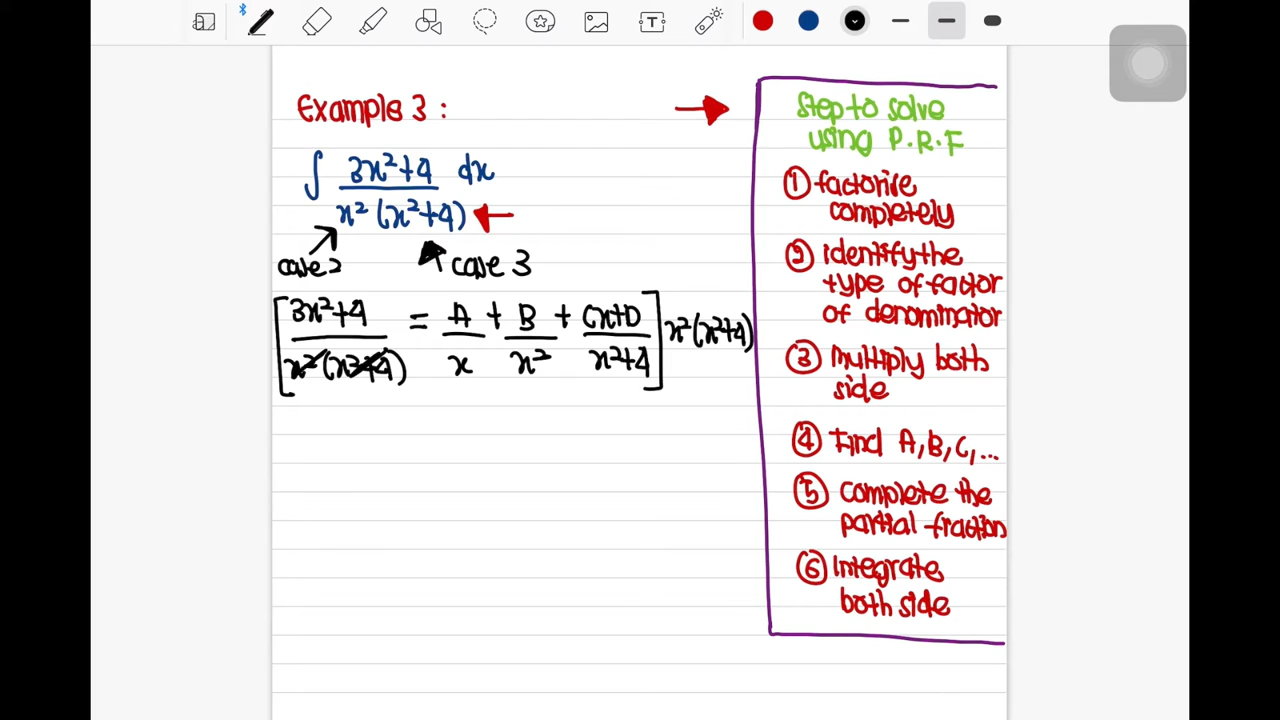 Example 3 :
∫ 3x²+4 dx
x² (x²+4)
case 2
case 3
[ 3x²+4 = A + B + Cx+D ] x²(x²+4)
x²(x²+4) x x² x²+4
Step to solve
using P.R.F
① factorise
completely
② identify the
type of factor
of denominator
③ multiply both
side
④ Find A, B, C, ...
⑤ complete the
partial fraction
⑥ Integrate
both side